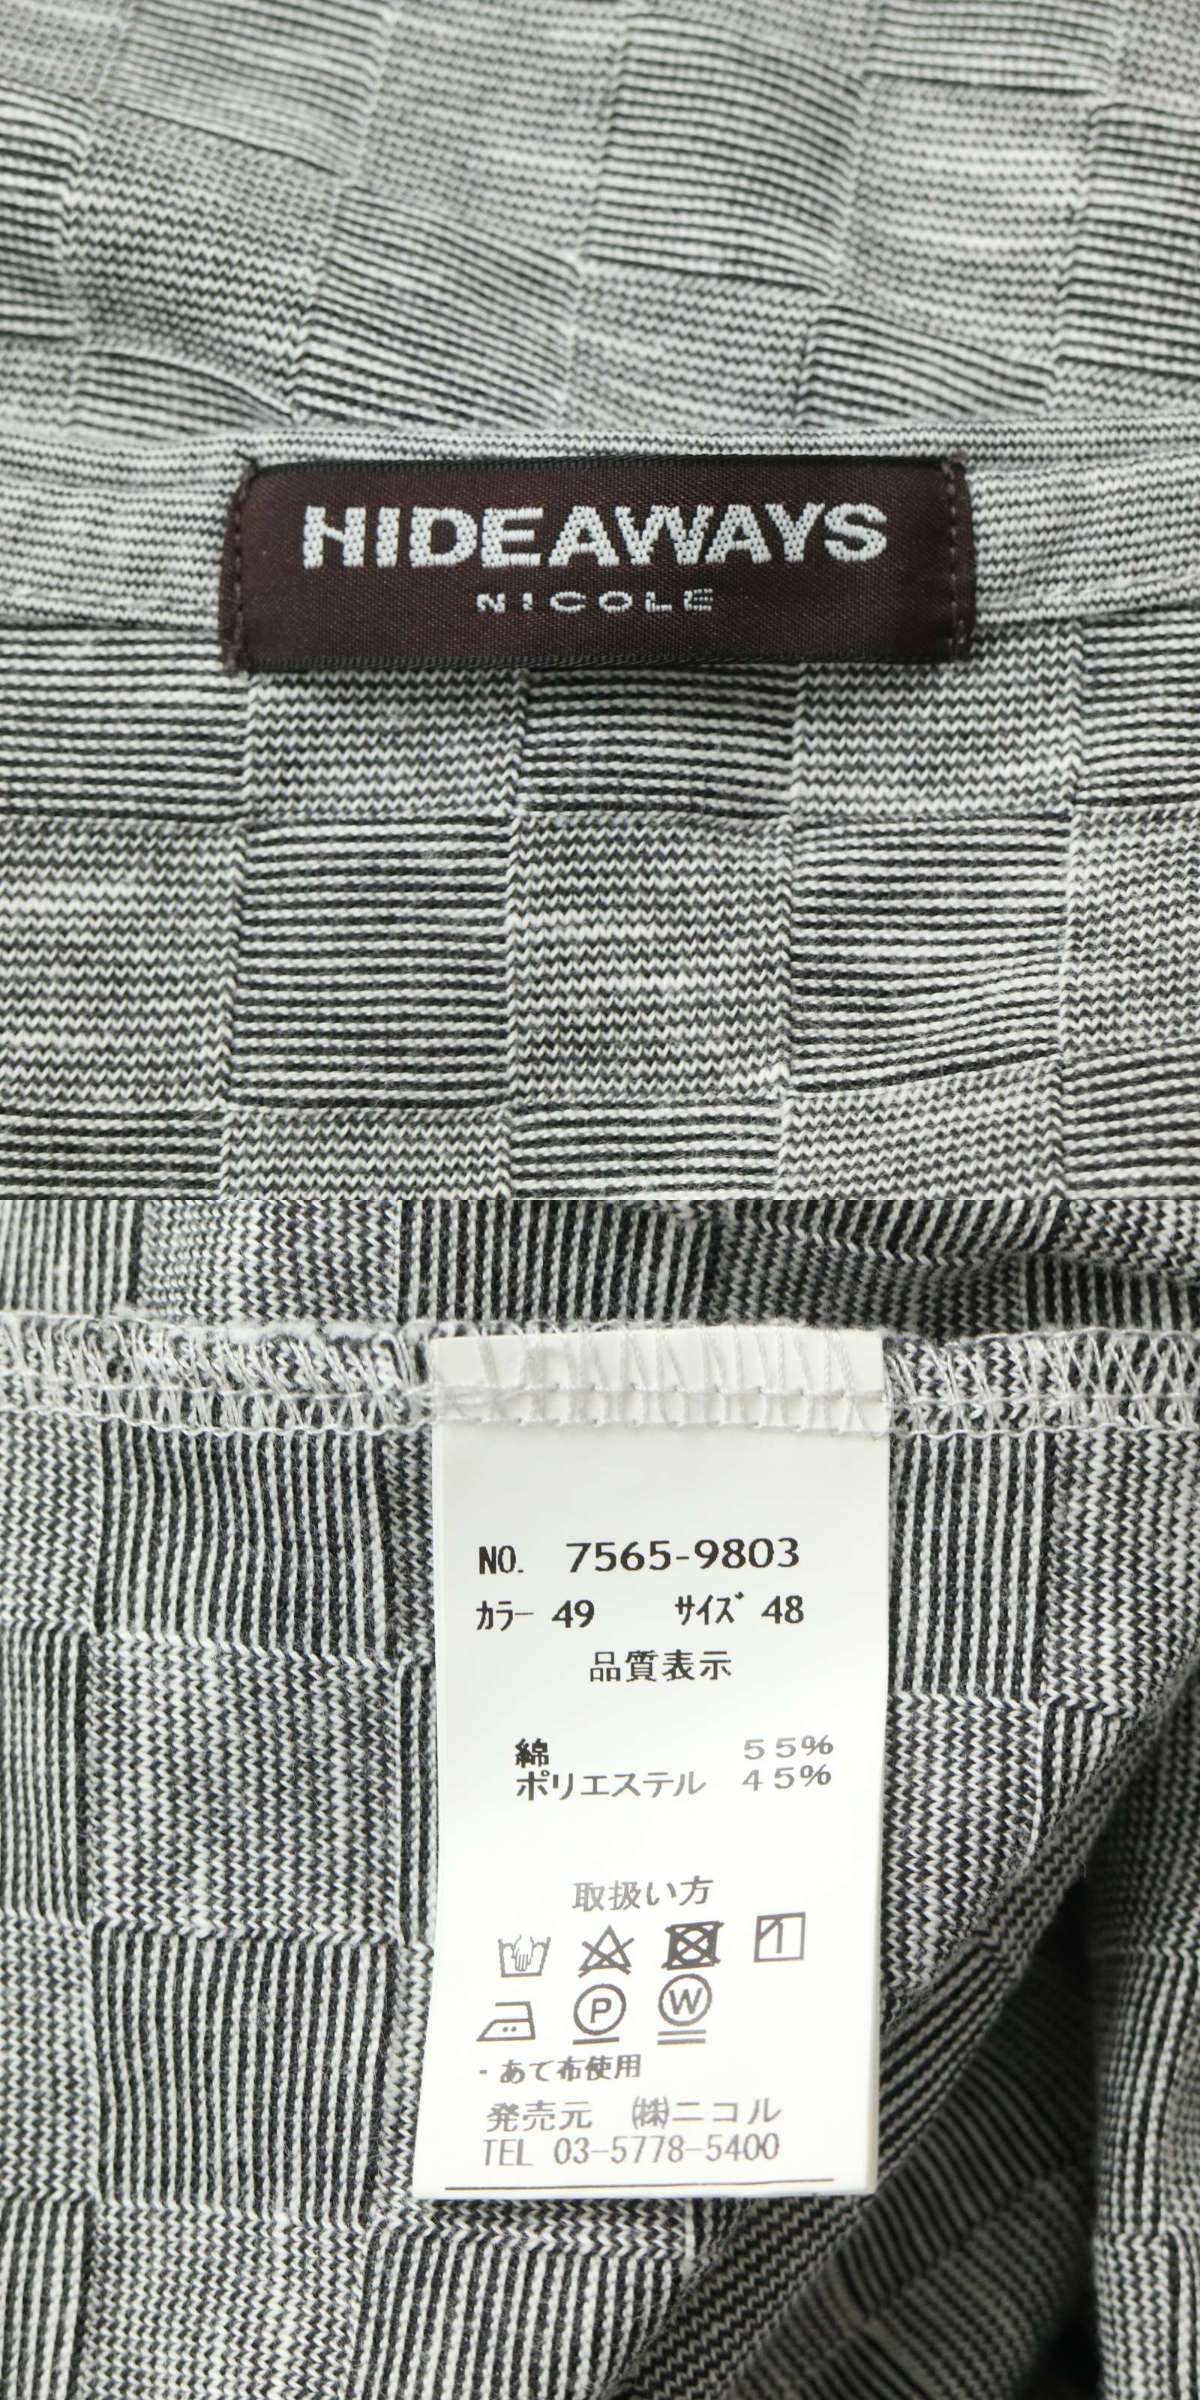 HIDEAWAYS
NICOLE
NO. 7565-9803
ｶﾗｰ 49 ｻｲｽﾞ 48
品質表示
綿 55%
ポリエステル 45%
取扱い方
P W
・あて布使用
発売元 ㈱ニコル
TEL 03-5778-5400